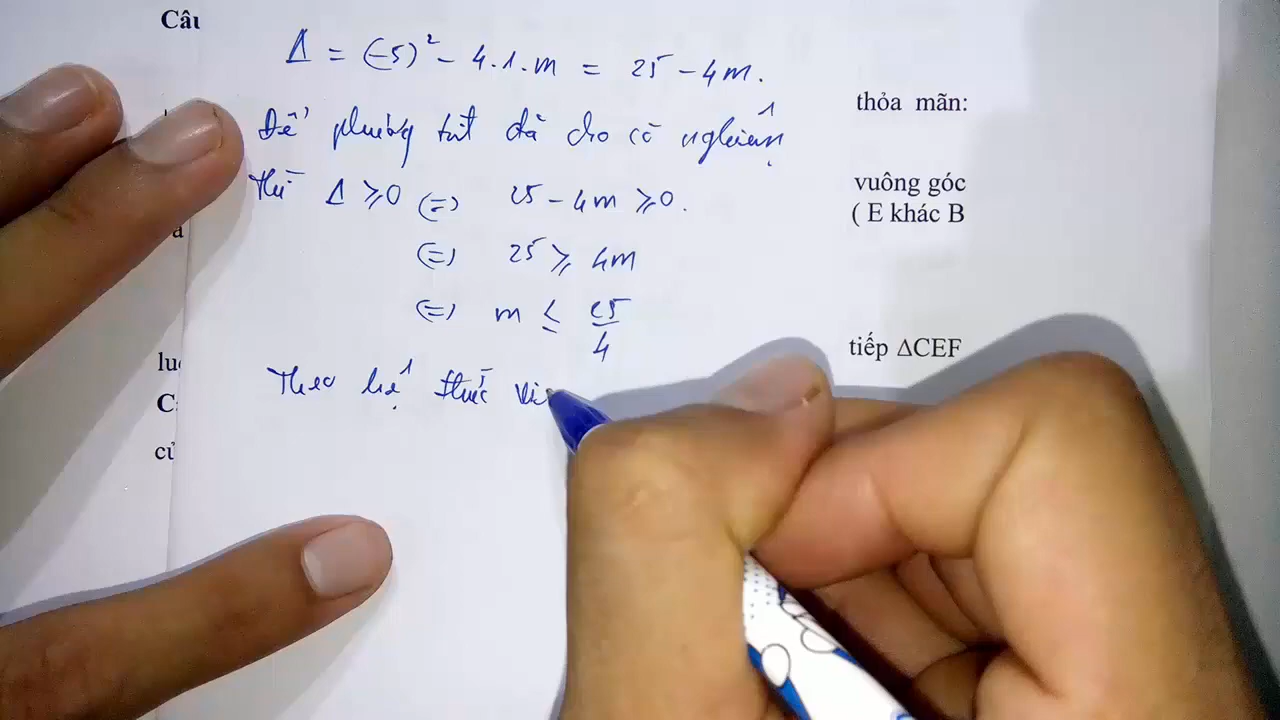 Câu
Δ = (-5)² - 4.1.m = 25 - 4m.
Để phương trình đã cho có nghiệm
thì Δ ⩾ 0 (=) 25 - 4m ⩾ 0.
(=) 25 ⩾ 4m
(=) m ≤ 25/4
Theo hệ thức Vi
thỏa mãn:
vuông góc
( E khác B
tiếp ΔCEF